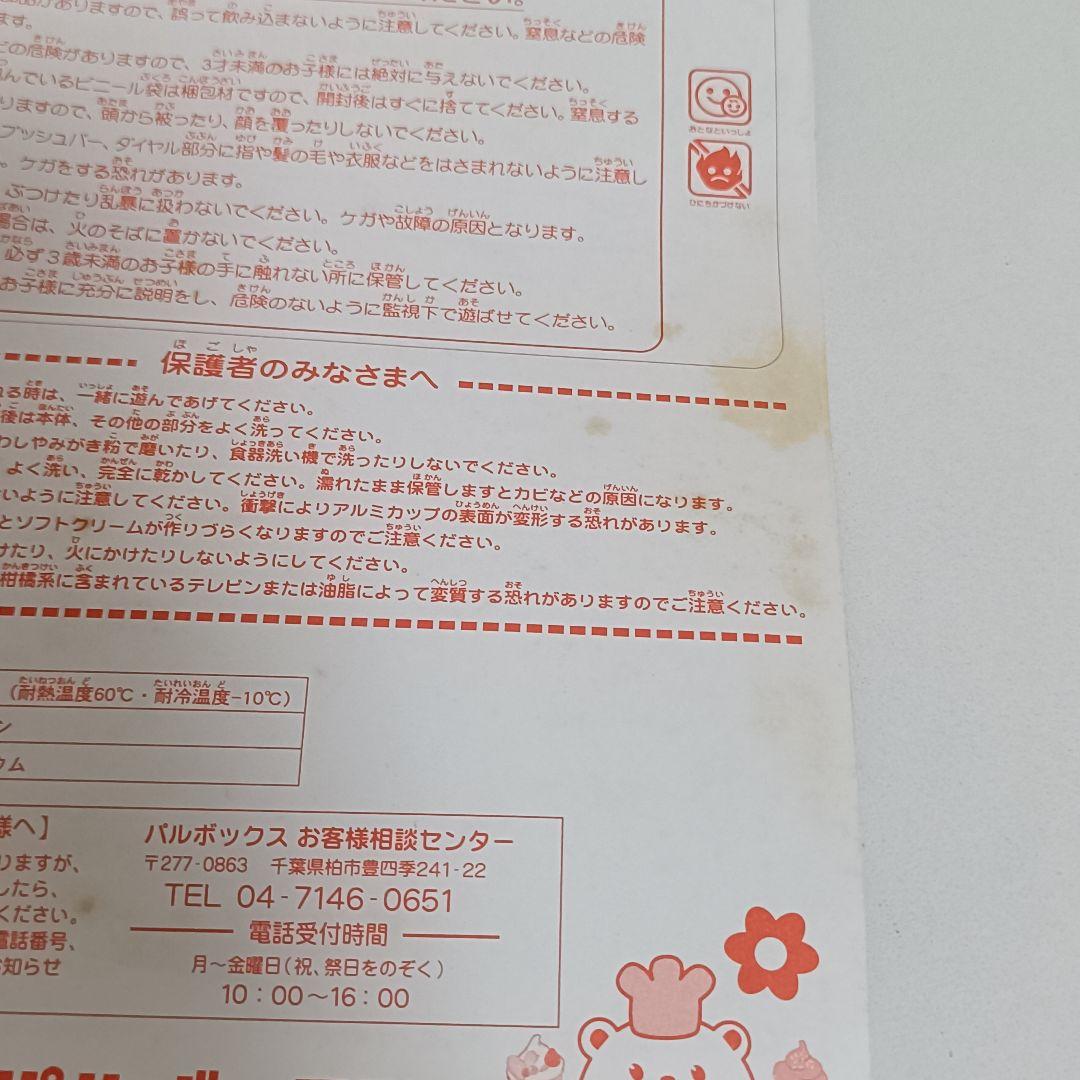 ださい。
がありますので、誤って飲み込まないように注意してください。窒息などの危険
ます。
どの危険がありますので、3才未満のお子様には絶対に与えないでください。
んでいるビニール袋は梱包材ですので、開封後はすぐに捨ててください。窒息する
りますので、頭から被ったり、顔を覆ったりしないでください。
プッシュバー、ダイヤル部分に指や髪の毛や衣服などをはさまれないように注意し
。ケガをする恐れがあります。
ぶつけたり乱暴に扱わないでください。ケガや故障の原因となります。
場合は、火のそばに置かないでください。
必ず３歳未満のお子様の手に触れない所に保管してください。
お子様に充分に説明をし、危険のないように監視下で遊ばせてください。
おとなといっしょ
ひにちかづけない
保護者のみなさまへ
る時は、一緒に遊んであげてください。
後は本体、その他の部分をよく洗ってください。
わしやみがき粉で磨いたり、食器洗い機で洗ったりしないでください。
よく洗い、完全に乾かしてください。濡れたまま保管しますとカビなどの原因になります。
いように注意してください。衝撃によりアルミカップの表面が変形する恐れがあります。
とソフトクリームが作りづらくなりますのでご注意ください。
けたり、火にかけたりしないようにしてください。
柑橘系に含まれているテレピンまたは油脂によって変質する恐れがありますのでご注意ください。
（耐熱温度60℃・耐冷温度-10℃）
ン
ウム
様へ】
りますが、
したら、
ください。
電話番号、
お知らせ
パルボックス お客様相談センター
〒277-0863 千葉県柏市豊四季241-22
TEL 04-7146-0651
電話受付時間
月～金曜日（祝、祭日をのぞく）
10：00～16：00